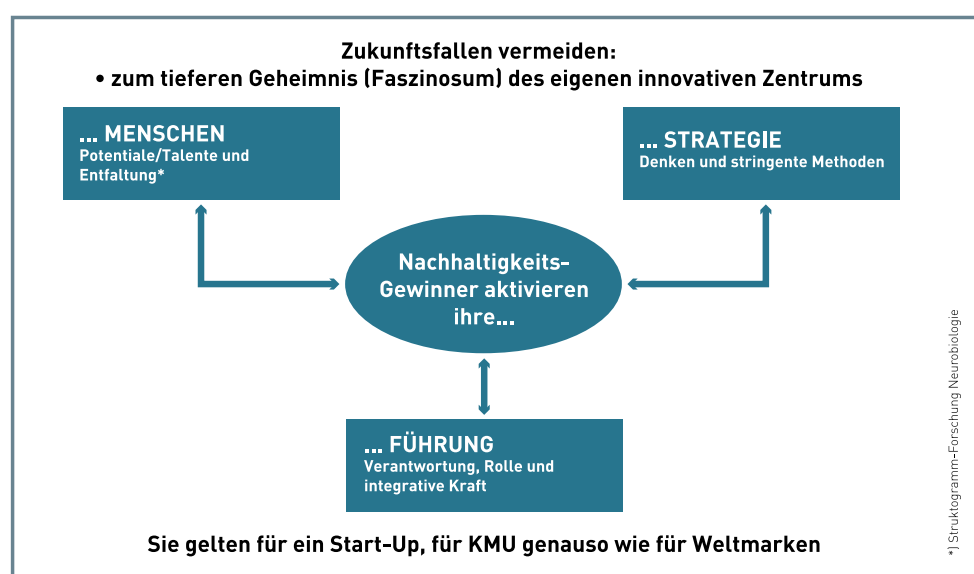 Zukunftsfallen vermeiden:
• zum tieferen Geheimnis (Faszinosum) des eigenen innovativen Zentrums
... MENSCHEN
Potentiale/Talente und
Entfaltung*
... STRATEGIE
Denken und stringente Methoden
Nachhaltigkeits-
Gewinner aktivieren
ihre...
... FÜHRUNG
Verantwortung, Rolle und
integrative Kraft
Sie gelten für ein Start-Up, für KMU genauso wie für Weltmarken
*) Struktogramm-Forschung Neurobiologie